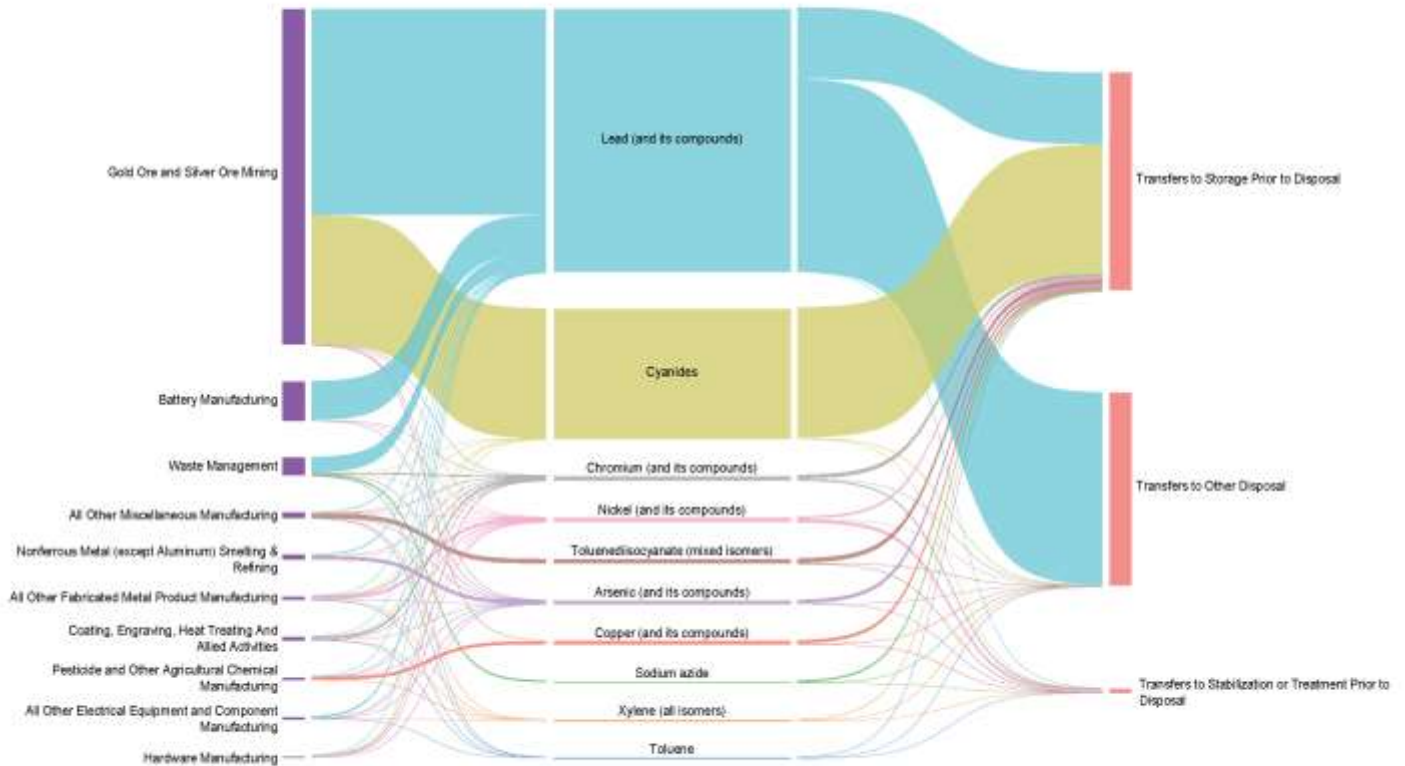 Gold Ore and Silver Ore Mining
Battery Manufacturing
Waste Management
All Other Miscellaneous Manufacturing
Nonferrous Metal (except Aluminum) Smelting &
Refining
All Other Fabricated Metal Product Manufacturing
Coating, Engraving, Heat Treating And
Allied Activities
Pesticide and Other Agricultural Chemical
Manufacturing
All Other Electrical Equipment and Component
Manufacturing
Hardware Manufacturing
Lead (and its compounds)
Cyanides
Chromium (and its compounds)
Nickel (and its compounds)
Toluenediisocyanate (mixed isomers)
Arsenic (and its compounds)
Copper (and its compounds)
Sodium azide
Xylene (all isomers)
Toluene
Transfers to Storage Prior to Disposal
Transfers to Other Disposal
Transfers to Stabilization or Treatment Prior to
Disposal